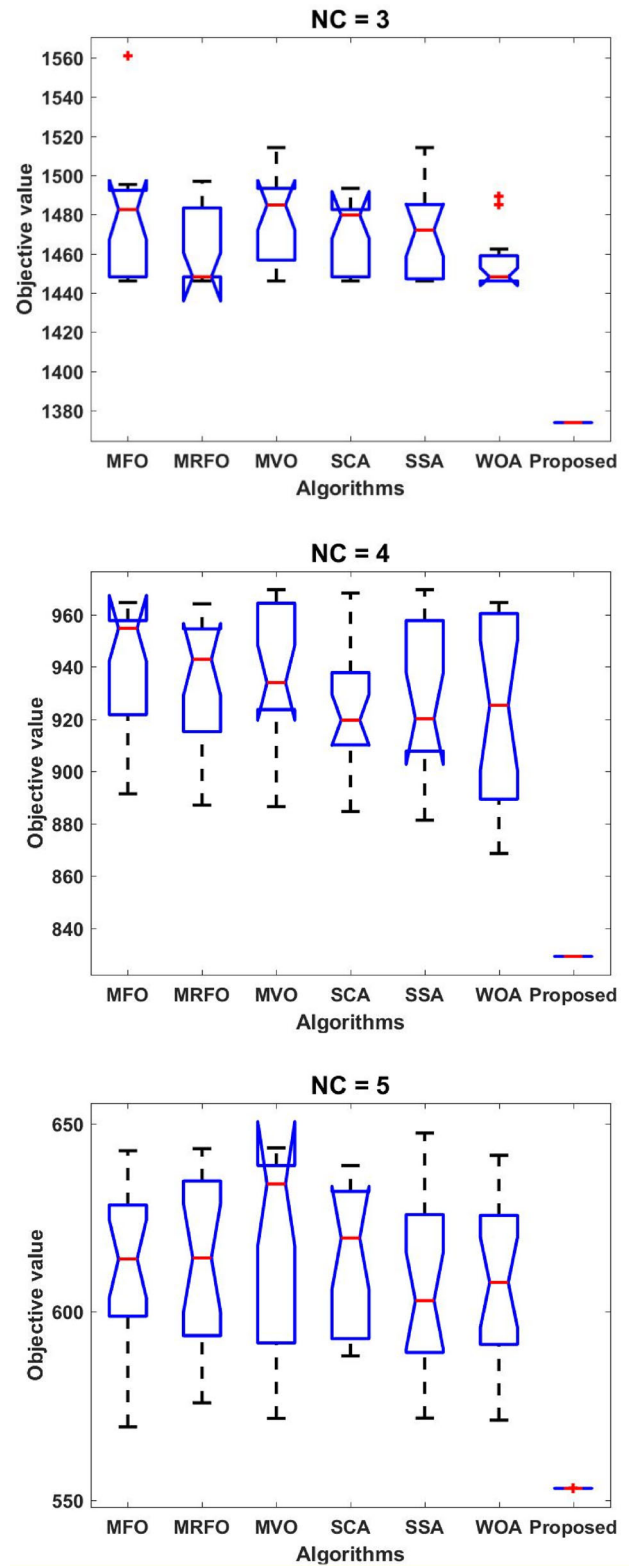 NC = 3
1560
1540
1520
1500
1480
1460
1440
1420
1400
1380
Objective value
MFO MRFO MVO SCA SSA WOA Proposed
Algorithms
NC = 4
960
940
920
900
880
860
840
Objective value
MFO MRFO MVO SCA SSA WOA Proposed
Algorithms
NC = 5
650
600
550
Objective value
MFO MRFO MVO SCA SSA WOA Proposed
Algorithms